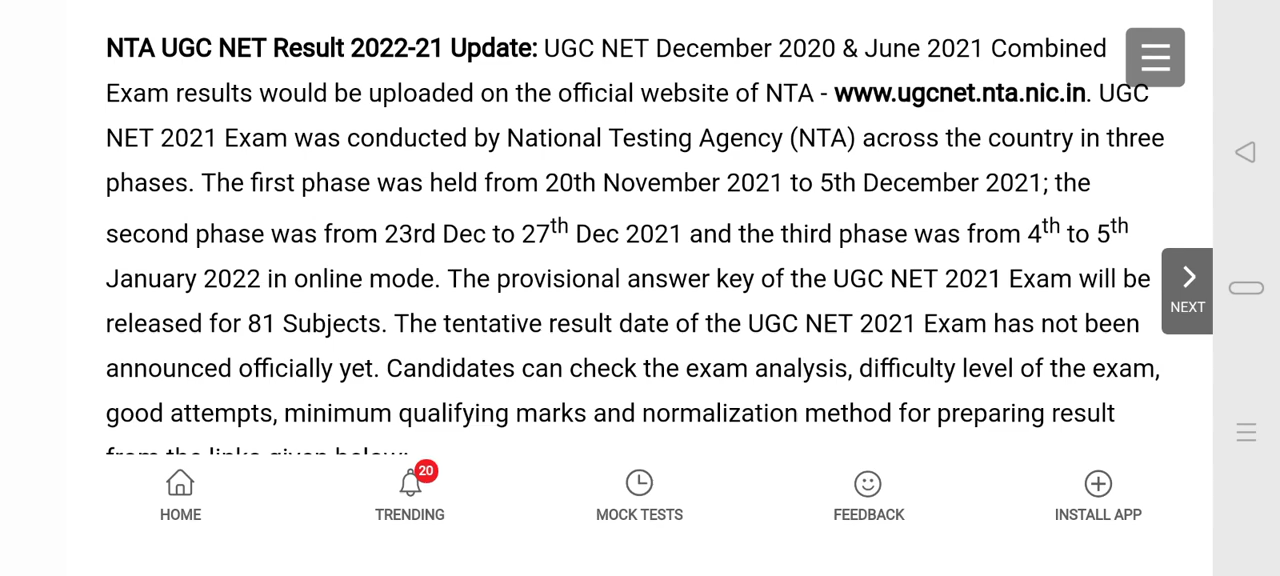 NTA UGC NET Result 2022-21 Update: UGC NET December 2020 & June 2021 Combined
Exam results would be uploaded on the official website of NTA - www.ugcnet.nta.nic.in. UGC
NET 2021 Exam was conducted by National Testing Agency (NTA) across the country in three
phases. The first phase was held from 20th November 2021 to 5th December 2021; the
second phase was from 23rd Dec to 27th Dec 2021 and the third phase was from 4th to 5th
January 2022 in online mode. The provisional answer key of the UGC NET 2021 Exam will be
NEXT
released for 81 Subjects. The tentative result date of the UGC NET 2021 Exam has not been
announced officially yet. Candidates can check the exam analysis, difficulty level of the exam,
good attempts, minimum qualifying marks and normalization method for preparing result
from the links given below:
20
HOME TRENDING MOCK TESTS FEEDBACK INSTALL APP